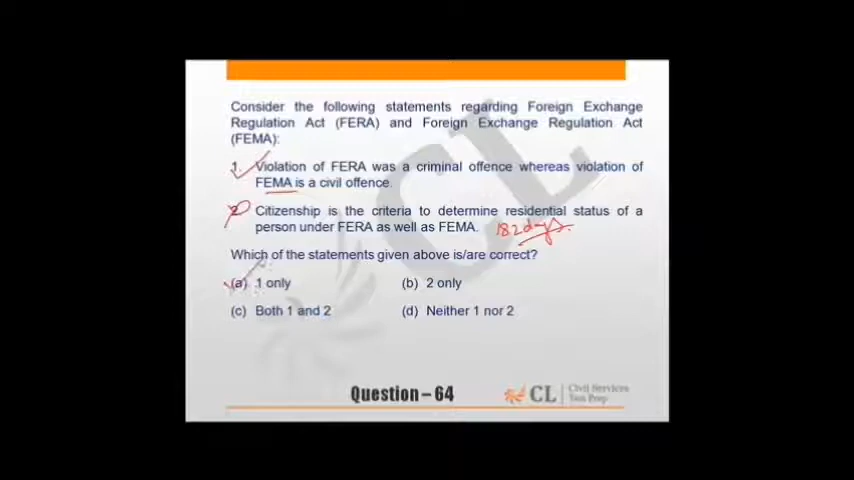 Consider the following statements regarding Foreign Exchange
Regulation Act (FERA) and Foreign Exchange Regulation Act
(FEMA):
1. Violation of FERA was a criminal offence whereas violation of
FEMA is a civil offence.
2. Citizenship is the criteria to determine residential status of a
person under FERA as well as FEMA. 182 days.
Which of the statements given above is/are correct?
(a) 1 only (b) 2 only
(c) Both 1 and 2 (d) Neither 1 nor 2
Question – 64
CL Civil Services
Test Prep
CL